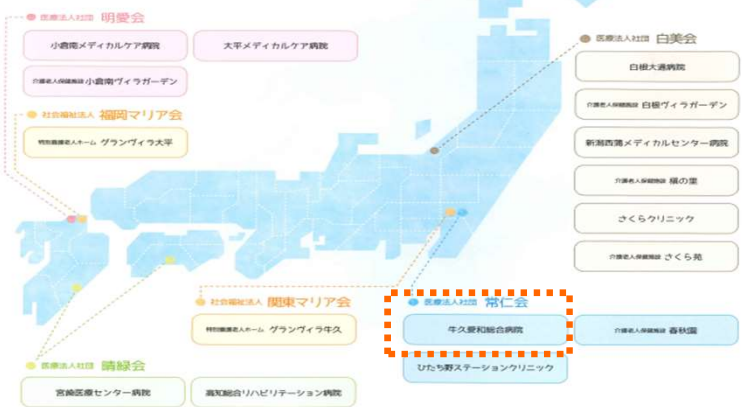 医療法人社団 明愛会
小倉南メディカルケア病院
大平メディカルケア病院
介護老人保健施設 小倉南ヴィラガーデン
社会福祉法人 福岡マリア会
特別養護老人ホーム グランヴィラ大平
医療法人社団 白美会
白根大通病院
介護老人保健施設 白根ヴィラガーデン
新潟西蒲メディカルセンター病院
介護老人保健施設 槇の里
さくらクリニック
介護老人保健施設 さくら苑
社会福祉法人 関東マリア会
特別養護老人ホーム グランヴィラ牛久
医療法人社団 常仁会
牛久愛和総合病院
介護老人保健施設 春秋園
ひたち野ステーションクリニック
医療法人社団 晴緑会
宮崎医療センター病院
高知総合リハビリテーション病院